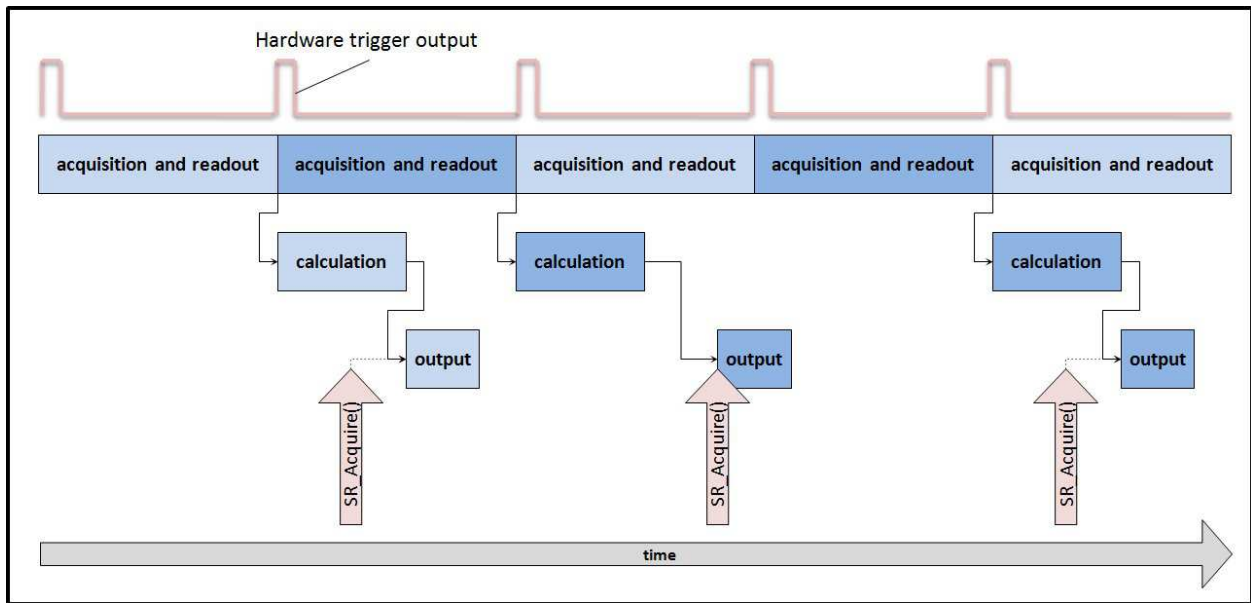 Hardware trigger output
acquisition and readout
acquisition and readout
acquisition and readout
acquisition and readout
acquisition and readout
calculation
calculation
calculation
output
output
output
SR_Acquire()
SR_Acquire()
SR_Acquire()
time